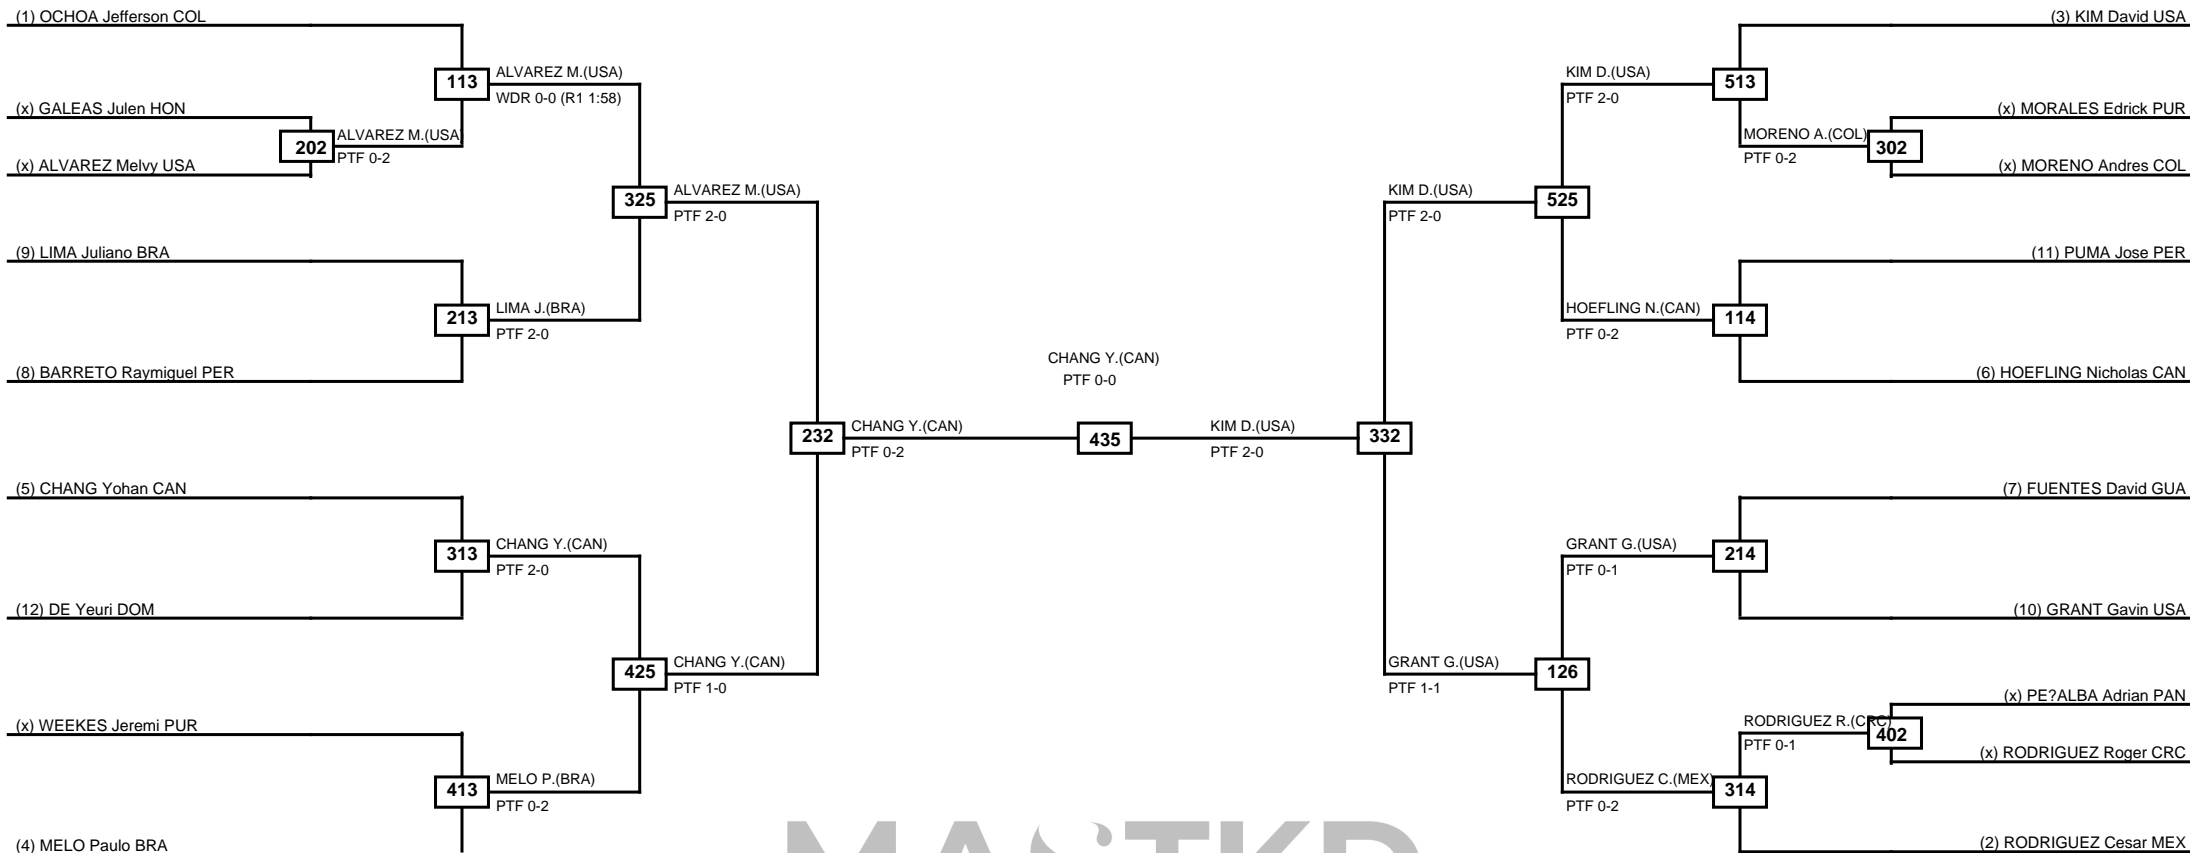 (1) OCHOA Jefferson COL
(x) GALEAS Julen HON
(x) ALVAREZ Melvy USA
(9) LIMA Juliano BRA
(8) BARRETO Raymiguel PER
(5) CHANG Yohan CAN
(12) DE Yeuri DOM
(x) WEEKES Jeremi PUR
(4) MELO Paulo BRA
202
ALVAREZ M.(USA)
PTF 0-2
113
ALVAREZ M.(USA)
WDR 0-0 (R1 1:58)
213
LIMA J.(BRA)
PTF 2-0
313
CHANG Y.(CAN)
PTF 2-0
413
MELO P.(BRA)
PTF 0-2
325
ALVAREZ M.(USA)
PTF 2-0
425
CHANG Y.(CAN)
PTF 1-0
232
CHANG Y.(CAN)
PTF 0-2
CHANG Y.(CAN)
PTF 0-0
435
KIM D.(USA)
PTF 2-0
332
KIM D.(USA)
PTF 2-0
525
GRANT G.(USA)
PTF 1-1
126
KIM D.(USA)
PTF 2-0
513
HOEFLING N.(CAN)
PTF 0-2
114
GRANT G.(USA)
PTF 0-1
214
RODRIGUEZ C.(MEX)
PTF 0-2
314
MORENO A.(COL)
PTF 0-2
302
RODRIGUEZ R.(CRC)
PTF 0-1
402
(3) KIM David USA
(x) MORALES Edrick PUR
(x) MORENO Andres COL
(11) PUMA Jose PER
(6) HOEFLING Nicholas CAN
(7) FUENTES David GUA
(10) GRANT Gavin USA
(x) PE?ALBA Adrian PAN
(x) RODRIGUEZ Roger CRC
(2) RODRIGUEZ Cesar MEX
MASTKD